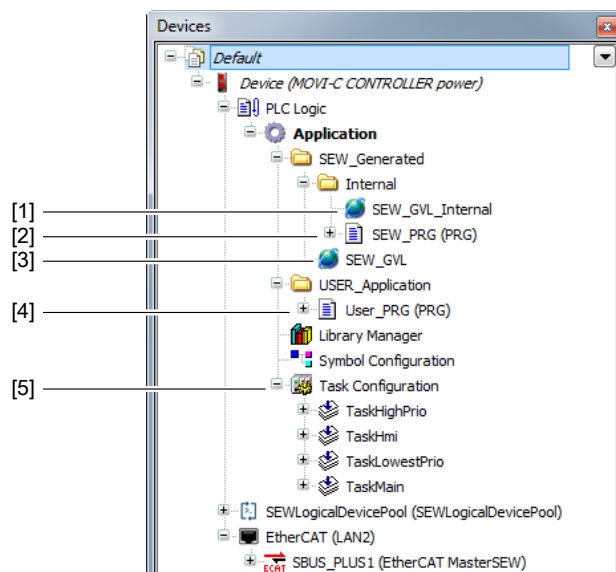 Devices
Default
Device (MOVI-C CONTROLLER power)
PLC Logic
Application
SEW_Generated
Internal
[1] SEW_GVL_Internal
[2] SEW_PRG (PRG)
[3] SEW_GVL
USER_Application
[4] User_PRG (PRG)
Library Manager
Symbol Configuration
[5] Task Configuration
TaskHighPrio
TaskHmi
TaskLowestPrio
TaskMain
SEWLogicalDevicePool (SEWLogicalDevicePool)
EtherCAT (LAN2)
ECAT SBUS_PLUS1 (EtherCAT MasterSEW)